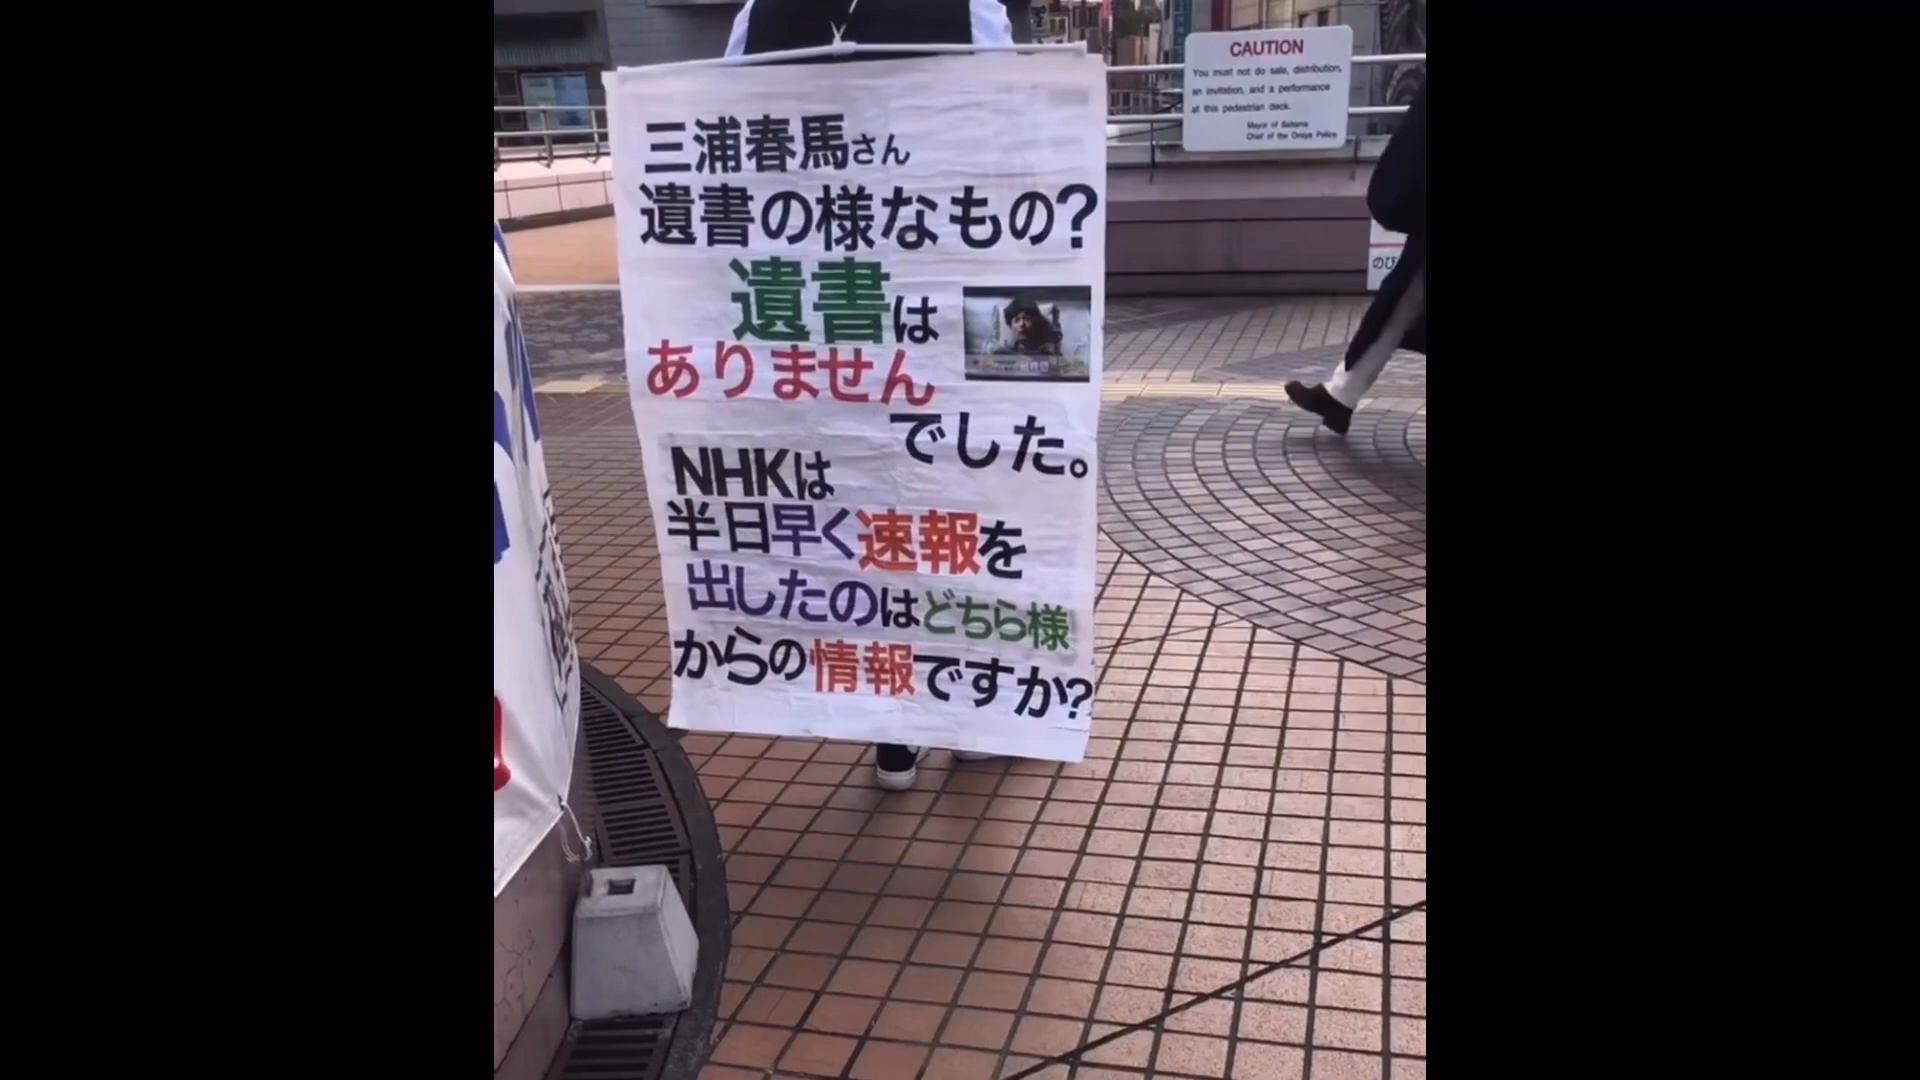 三浦春馬さん
遺書の様なもの?
遺書は
ありません
でした。
NHKは
半日早く速報を
出したのはどちら様
からの情報ですか?
CAUTION
You must not do sale, distribution,
an invitation, and a performance
at this pedestrian deck.
Mayor of Saitama
Chief of the Omiya Police
のび